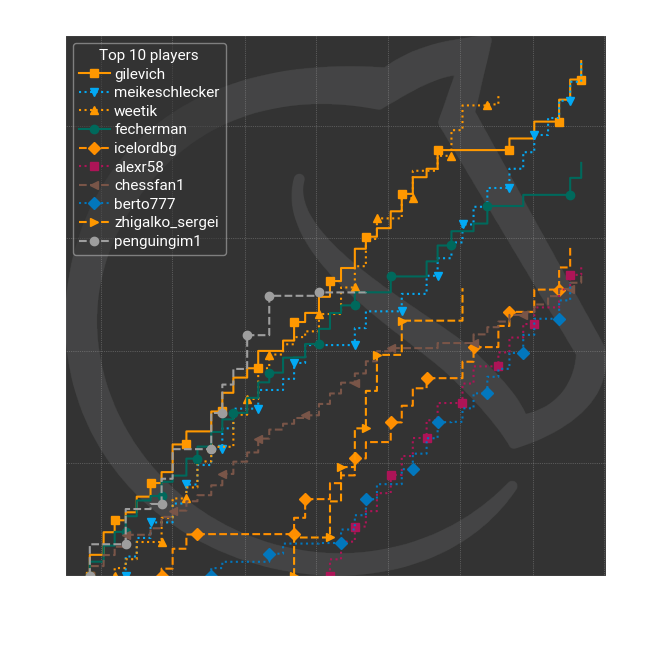 Top 10 players
gilevich
meikeschlecker
weetik
fecherman
icelordbg
alexr58
chessfan1
berto777
zhigalko_sergei
penguingim1